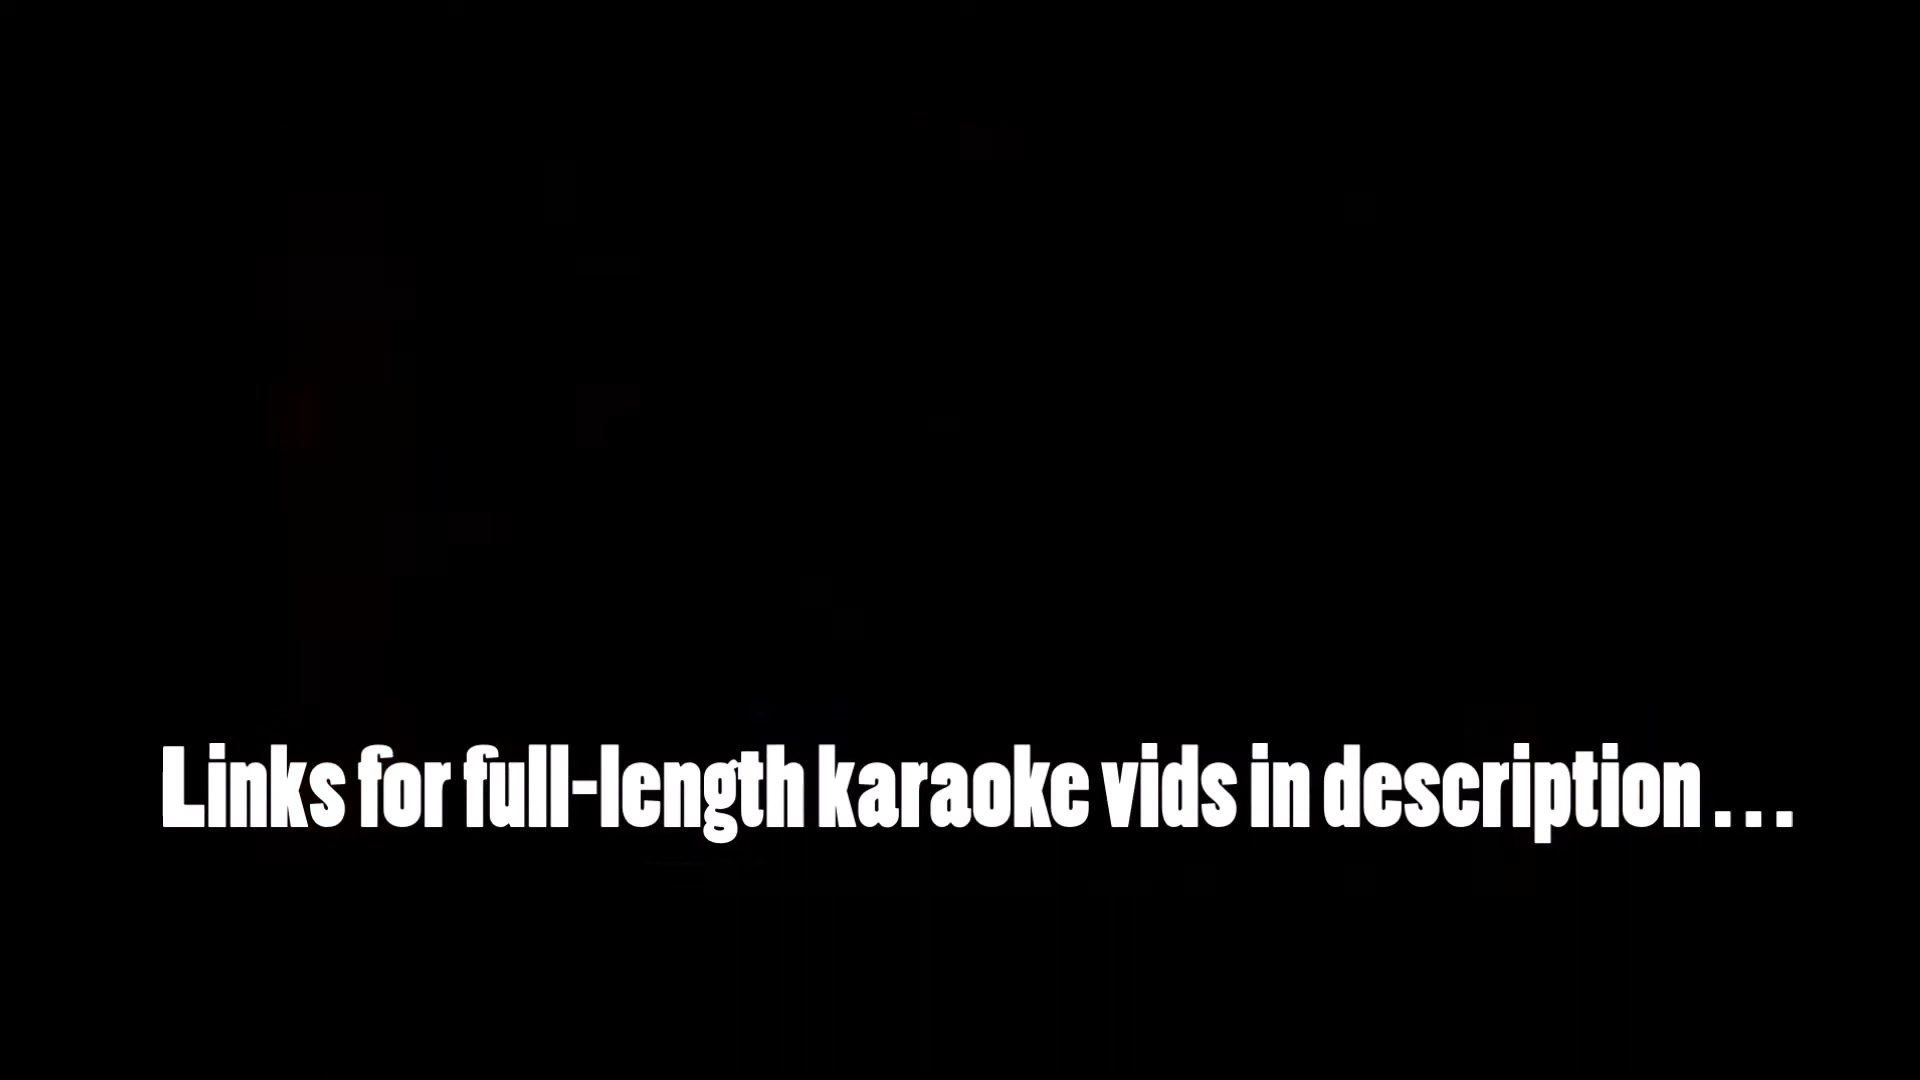 Links for full-length karaoke vids in description . . .